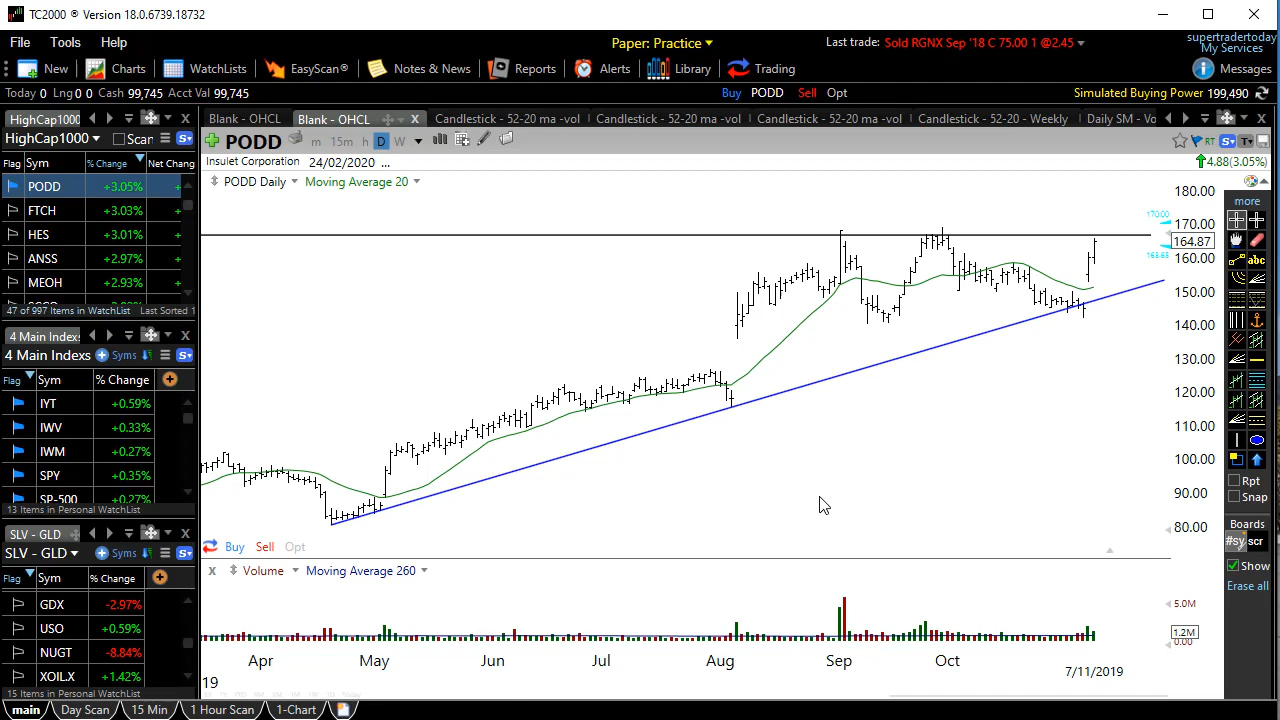 TC2000 ® Version 18.0.6739.18732
File Tools Help
Paper: Practice
Last trade: Sold RGNX Sep '18 C 75.00 1 @2.45
supertradertoday
My Services
New Charts WatchLists EasyScan® Notes & News Reports Alerts Library Trading Messages
Today 0 Lng 0 0 Cash 99,745 Acct Val 99,745
Buy PODD Sell Opt
Simulated Buying Power 199,490
HighCap1000
Blank - OHCL Blank - OHCL X Candlestick - 52-20 ma -vol Candlestick - 52-20 ma -vol Candlestick - 52-20 ma -vol Candlestick - 52-20 - Weekly Daily SM - Vo
HighCap1000 Scan S
PODD m 15m h D W
RT S T
Flag Sym % Change Net Change
Insulet Corporation 24/02/2020 ...
4.88(3.05%)
PODD +3.05% +
PODD Daily Moving Average 20
FTCH +3.03% +
HES +3.01% +
ANSS +2.97% +
MEOH +2.93% +
47 of 997 Items in WatchList Last Sorted 1
4 Main Indexs
4 Main Indexs Syms S
Flag Sym % Change
IYT +0.59%
IWV +0.33%
IWM +0.27%
SPY +0.35%
SP-500 +0.27%
13 Items in Personal WatchList
SLV - GLD
SLV - GLD Syms S
Flag Sym % Change
GDX -2.97%
USO +0.59%
NUGT -8.84%
XOIL.X +1.42%
15 Items in Personal WatchList
180.00
170.00
170.00
164.87
160.00
150.00
140.00
130.00
120.00
110.00
100.00
90.00
80.00
Buy Sell Opt
X Volume Moving Average 260
5.0M
1.2M
0.00
Apr May Jun Jul Aug Sep Oct
7/11/2019
19
more
abc
Rpt
Snap
Boards
#sy scr
Show
Erase all
main Day Scan 15 Min 1 Hour Scan 1-Chart